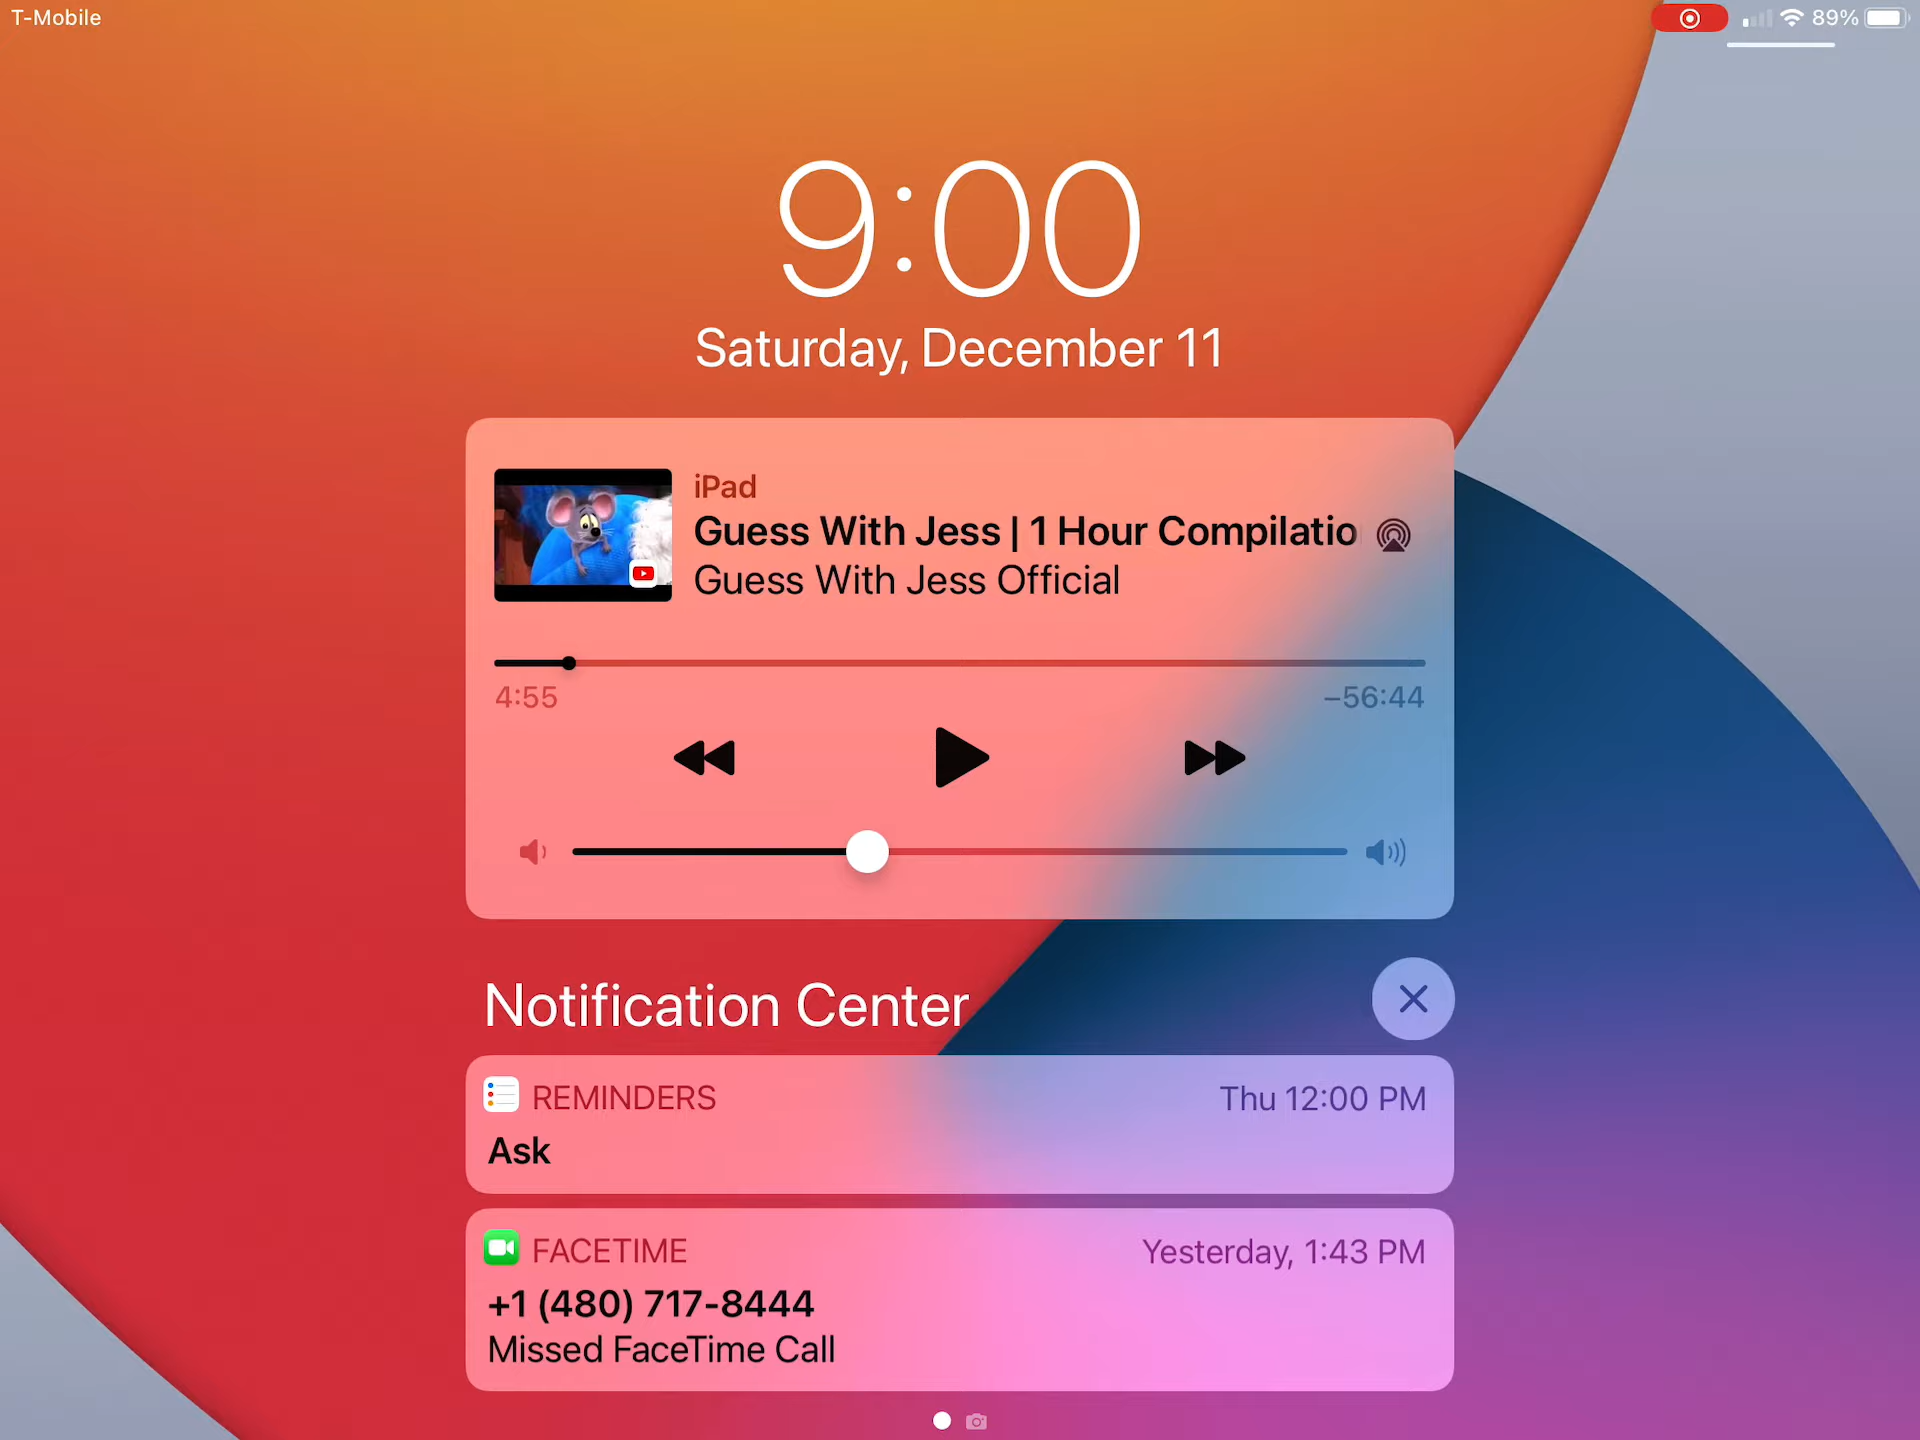 T-Mobile
89%
9:00
Saturday, December 11
iPad
Guess With Jess | 1 Hour Compilatio
Guess With Jess Official
4:55
–56:44
Notification Center
REMINDERS
Thu 12:00 PM
Ask
FACETIME
Yesterday, 1:43 PM
+1 (480) 717-8444
Missed FaceTime Call